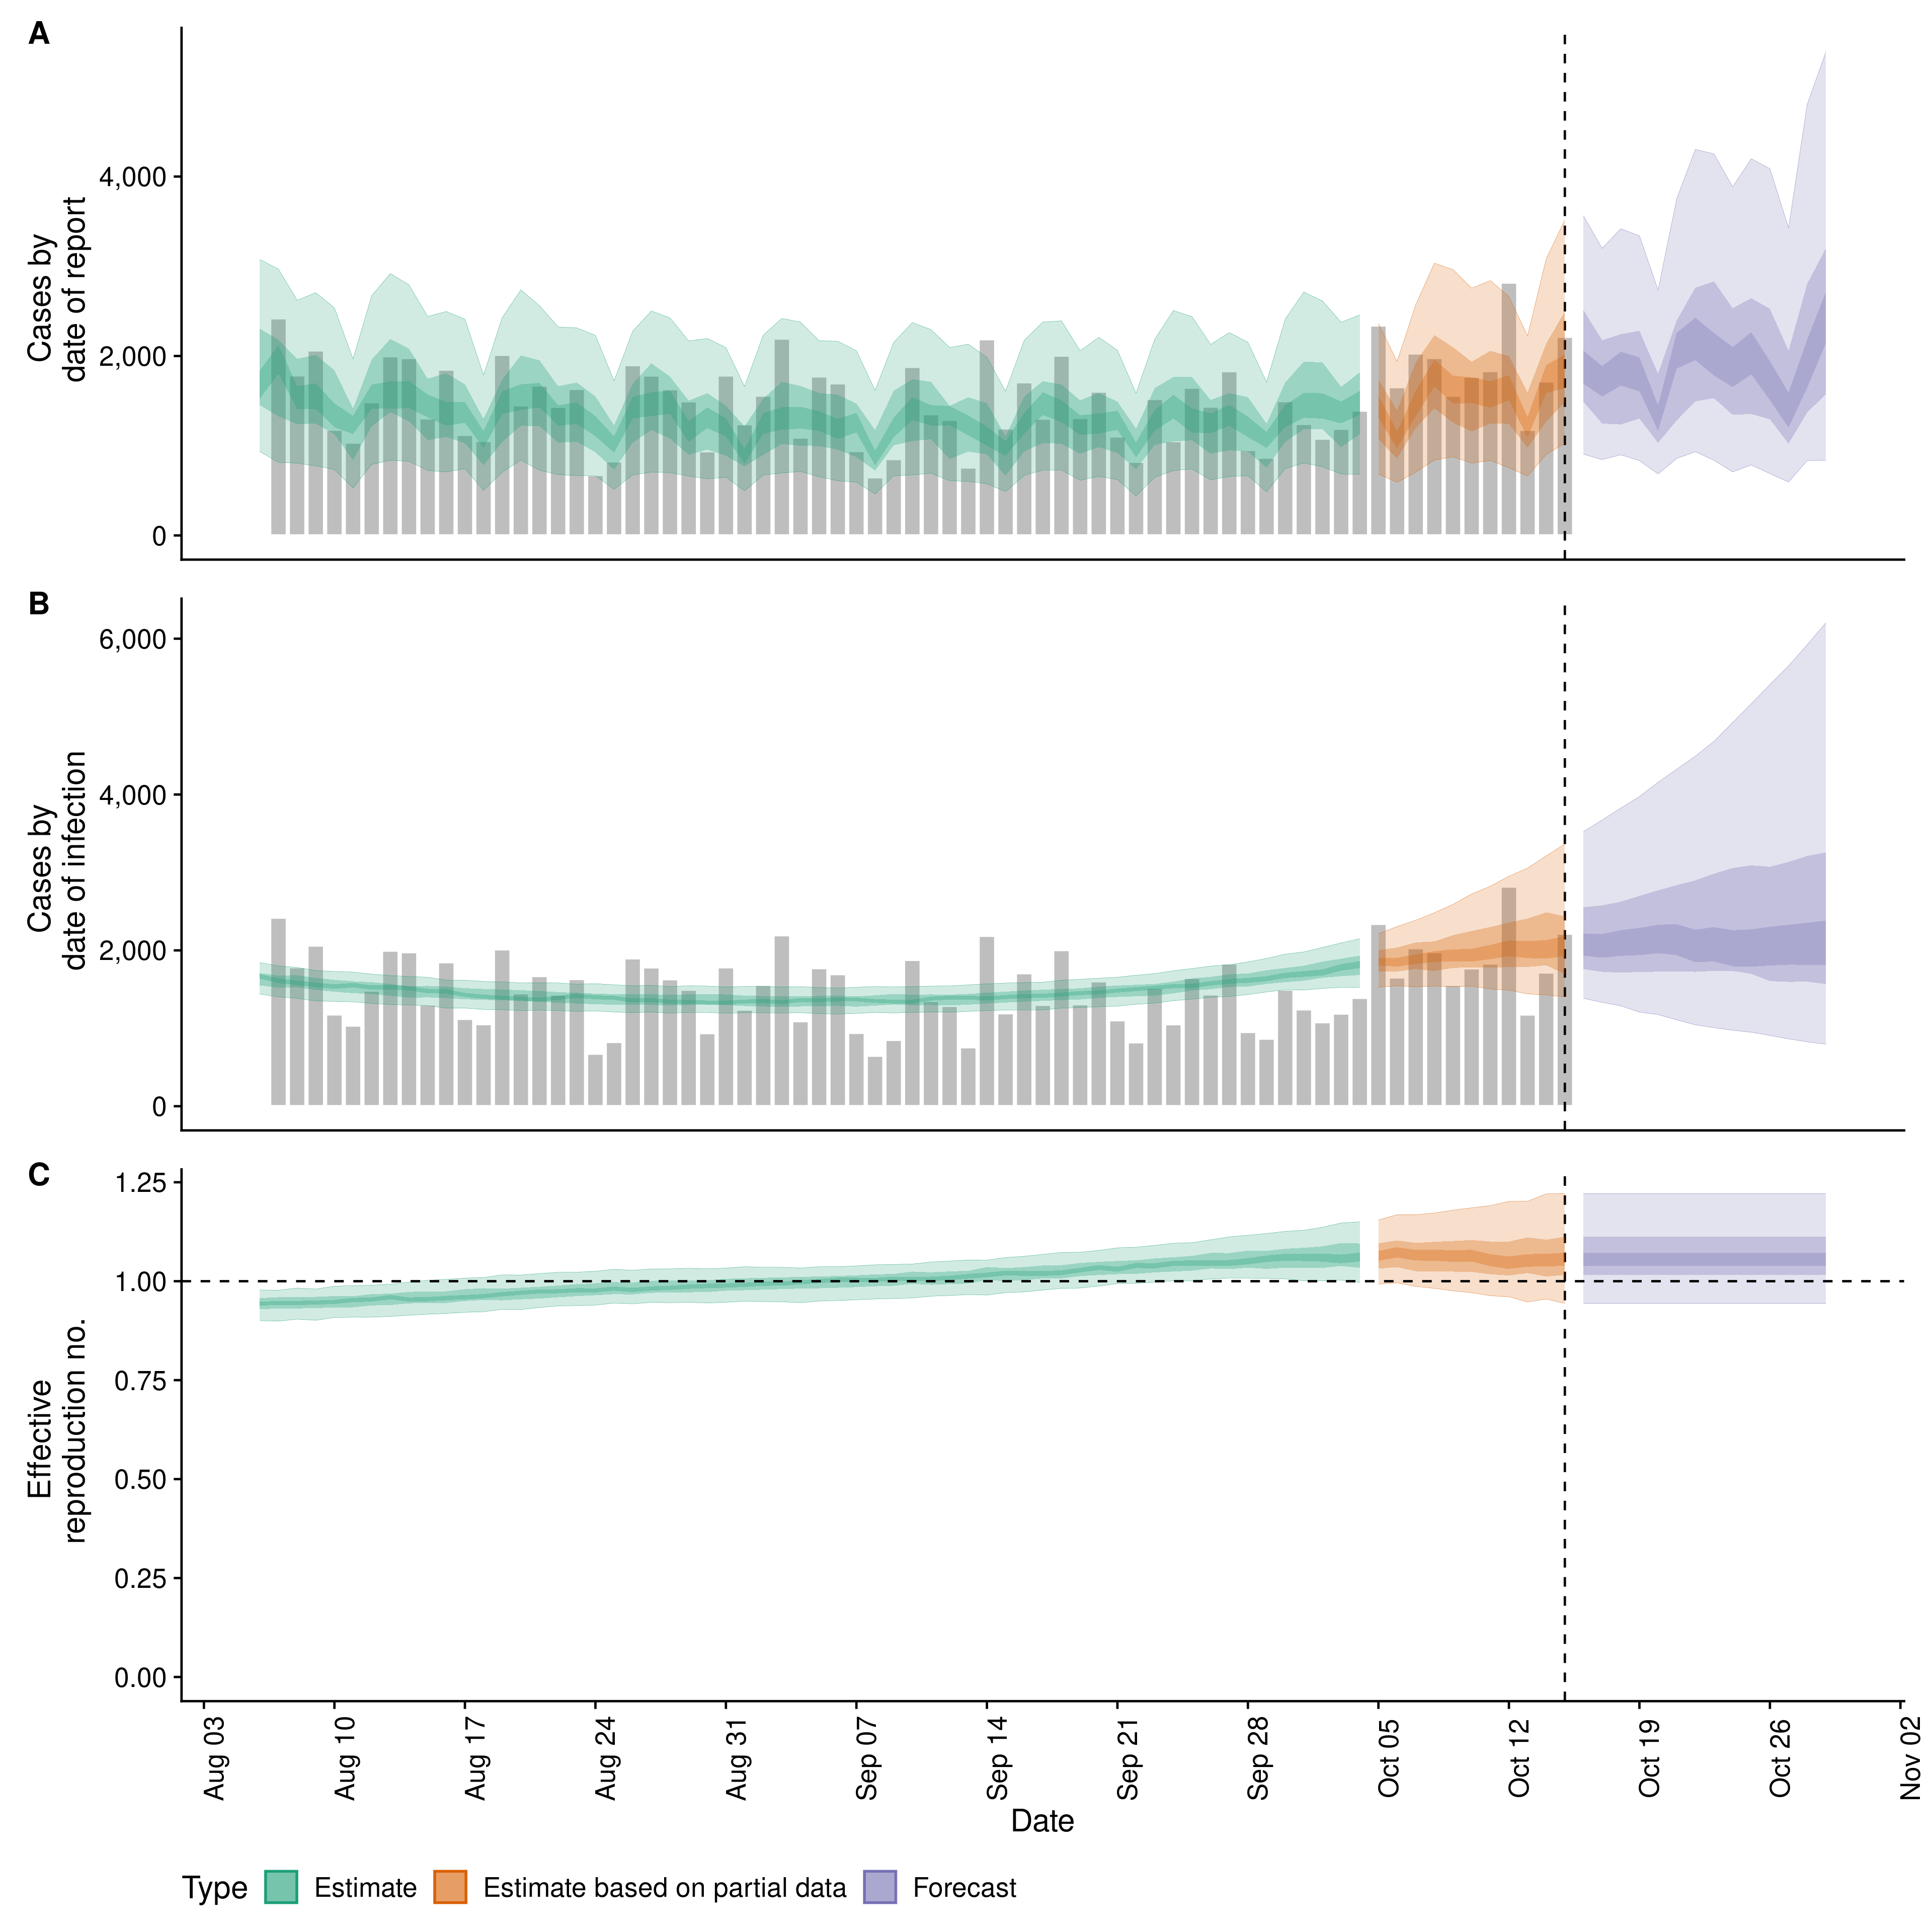 A
Cases by
date of report
4,000
2,000
0
B
Cases by
date of infection
6,000
4,000
2,000
0
C
Effective
reproduction no.
1.25
1.00
0.75
0.50
0.25
0.00
Aug 03
Aug 10
Aug 17
Aug 24
Aug 31
Sep 07
Sep 14
Sep 21
Sep 28
Oct 05
Oct 12
Oct 19
Oct 26
Nov 02
Date
Type Estimate Estimate based on partial data Forecast